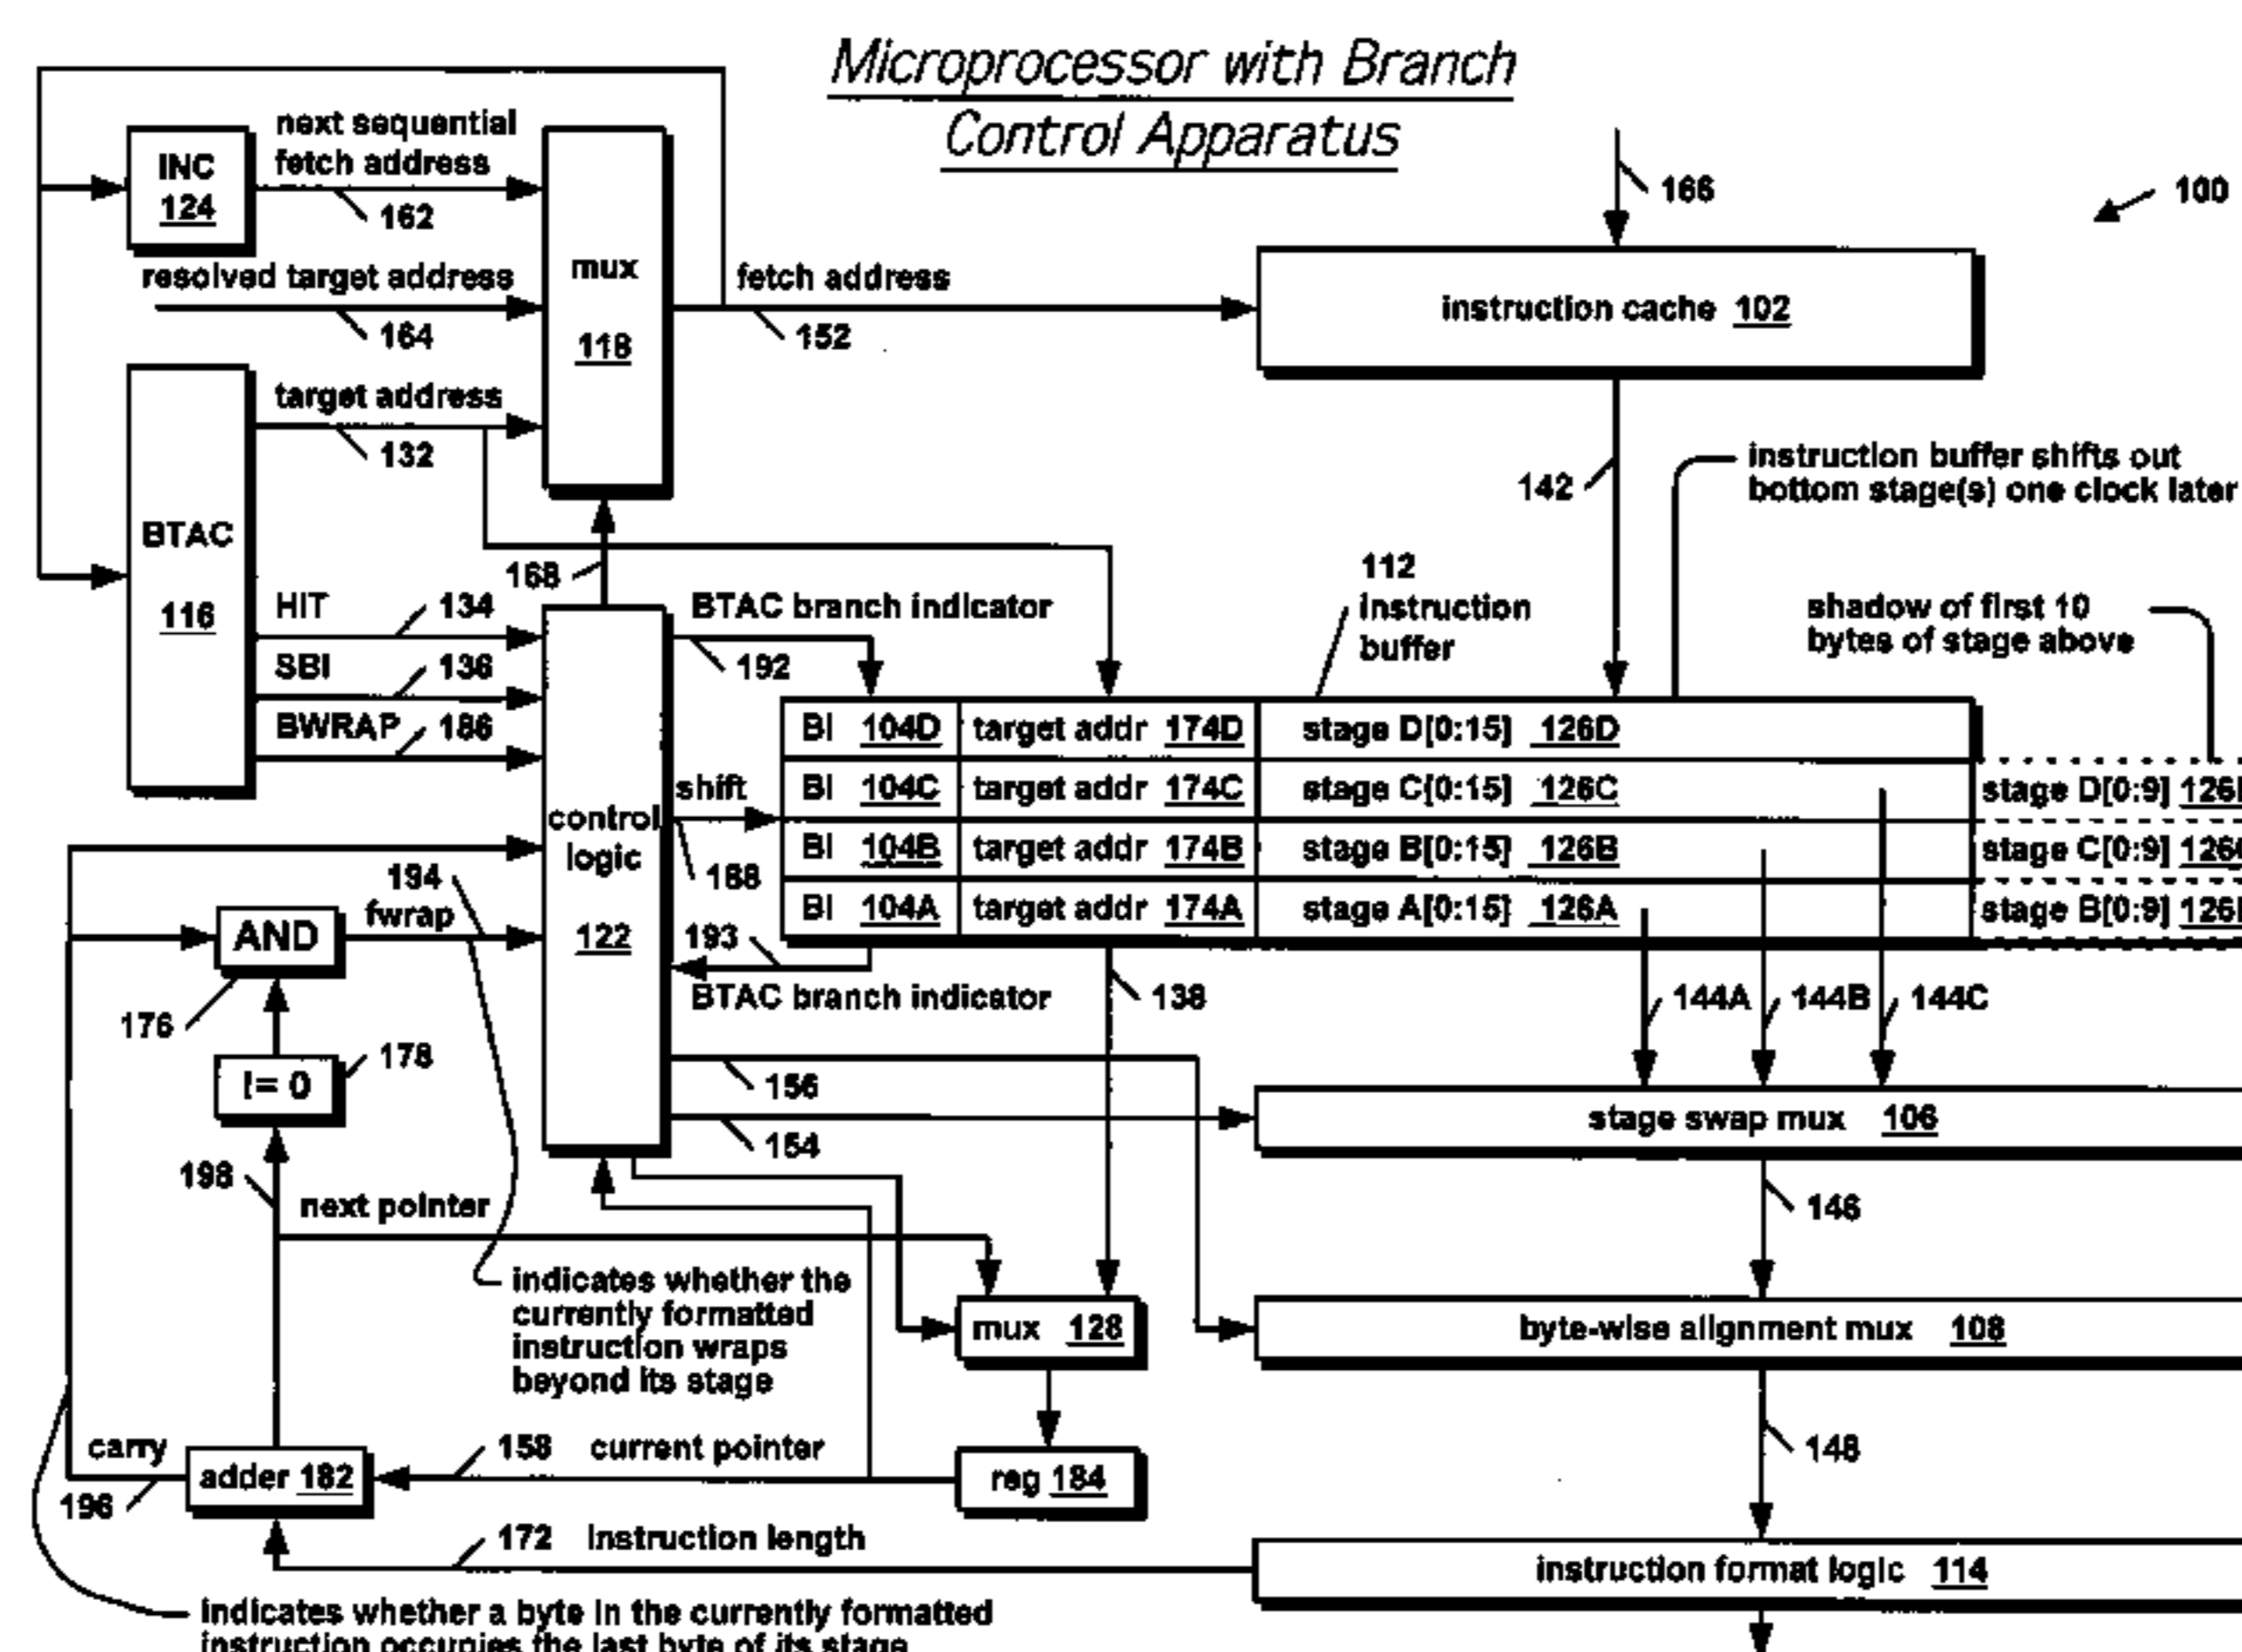 Microprocessor with Branch
Control Apparatus
100
166
INC
124
next sequential
fetch address
162
resolved target address
164
mux
118
fetch address
152
instruction cache 102
BTAC
116
target address
132
142
instruction buffer shifts out
bottom stage(s) one clock later
168
HIT 134
SBI 136
BWRAP 186
BTAC branch indicator
192
112
instruction
buffer
shadow of first 10
bytes of stage above
control
logic
122
shift
188
BI 104D target addr 174D stage D[0:15] 126D
BI 104C target addr 174C stage C[0:15] 126C stage D[0:9]
BI 104B target addr 174B stage B[0:15] 126B stage C[0:9]
BI 104A target addr 174A stage A[0:15] 126A stage B[0:9]
194
fwrap
AND
176
193
BTAC branch indicator
138
144A
144B
144C
!= 0
178
156
154
stage swap mux 106
198
next pointer
146
indicates whether the
currently formatted
instruction wraps
beyond its stage
mux 128
byte-wise alignment mux 108
carry
196
adder 182
158 current pointer
reg 184
148
172 instruction length
instruction format logic 114
indicates whether a byte in the currently formatted
instruction occupies the last byte of its stage